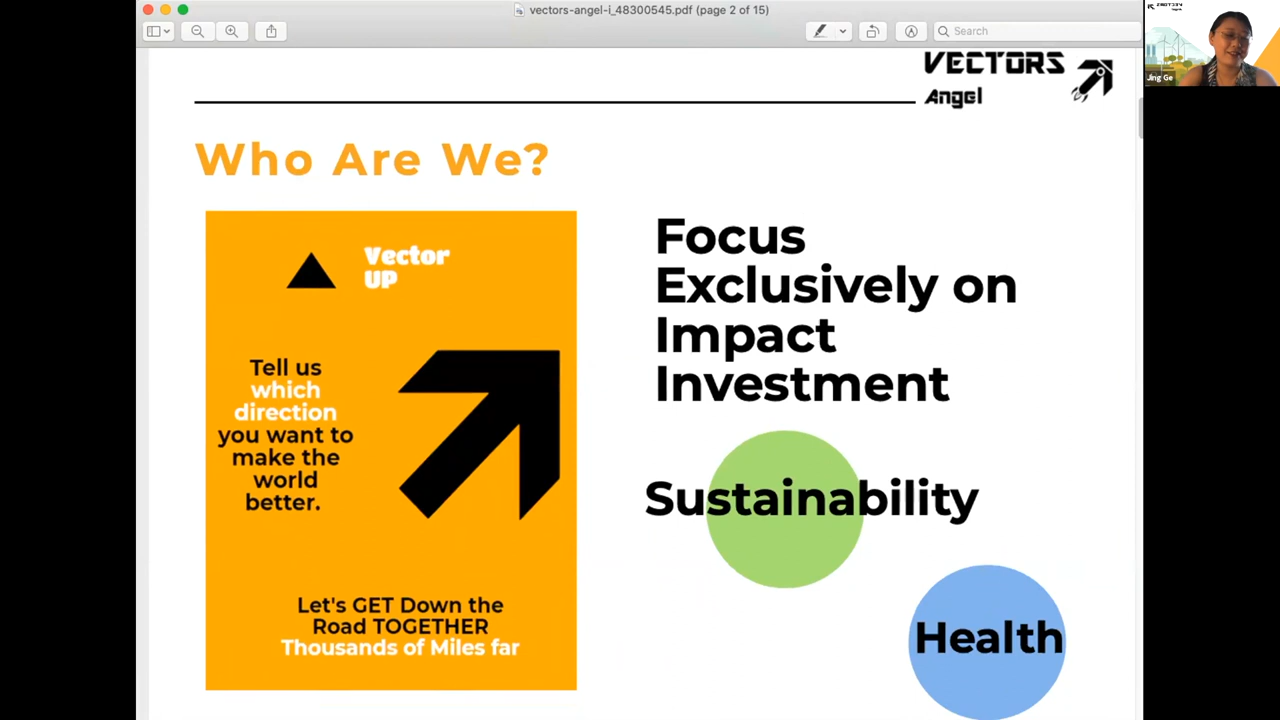 vectors-angel-i_48300545.pdf (page 2 of 15)
Search
VECTORS
Angel
Jing Ge
Who Are We?
Vector
UP
Tell us
which
direction
you want to
make the
world
better.
Let's GET Down the
Road TOGETHER
Thousands of Miles far
Focus
Exclusively on
Impact
Investment
Sustainability
Health